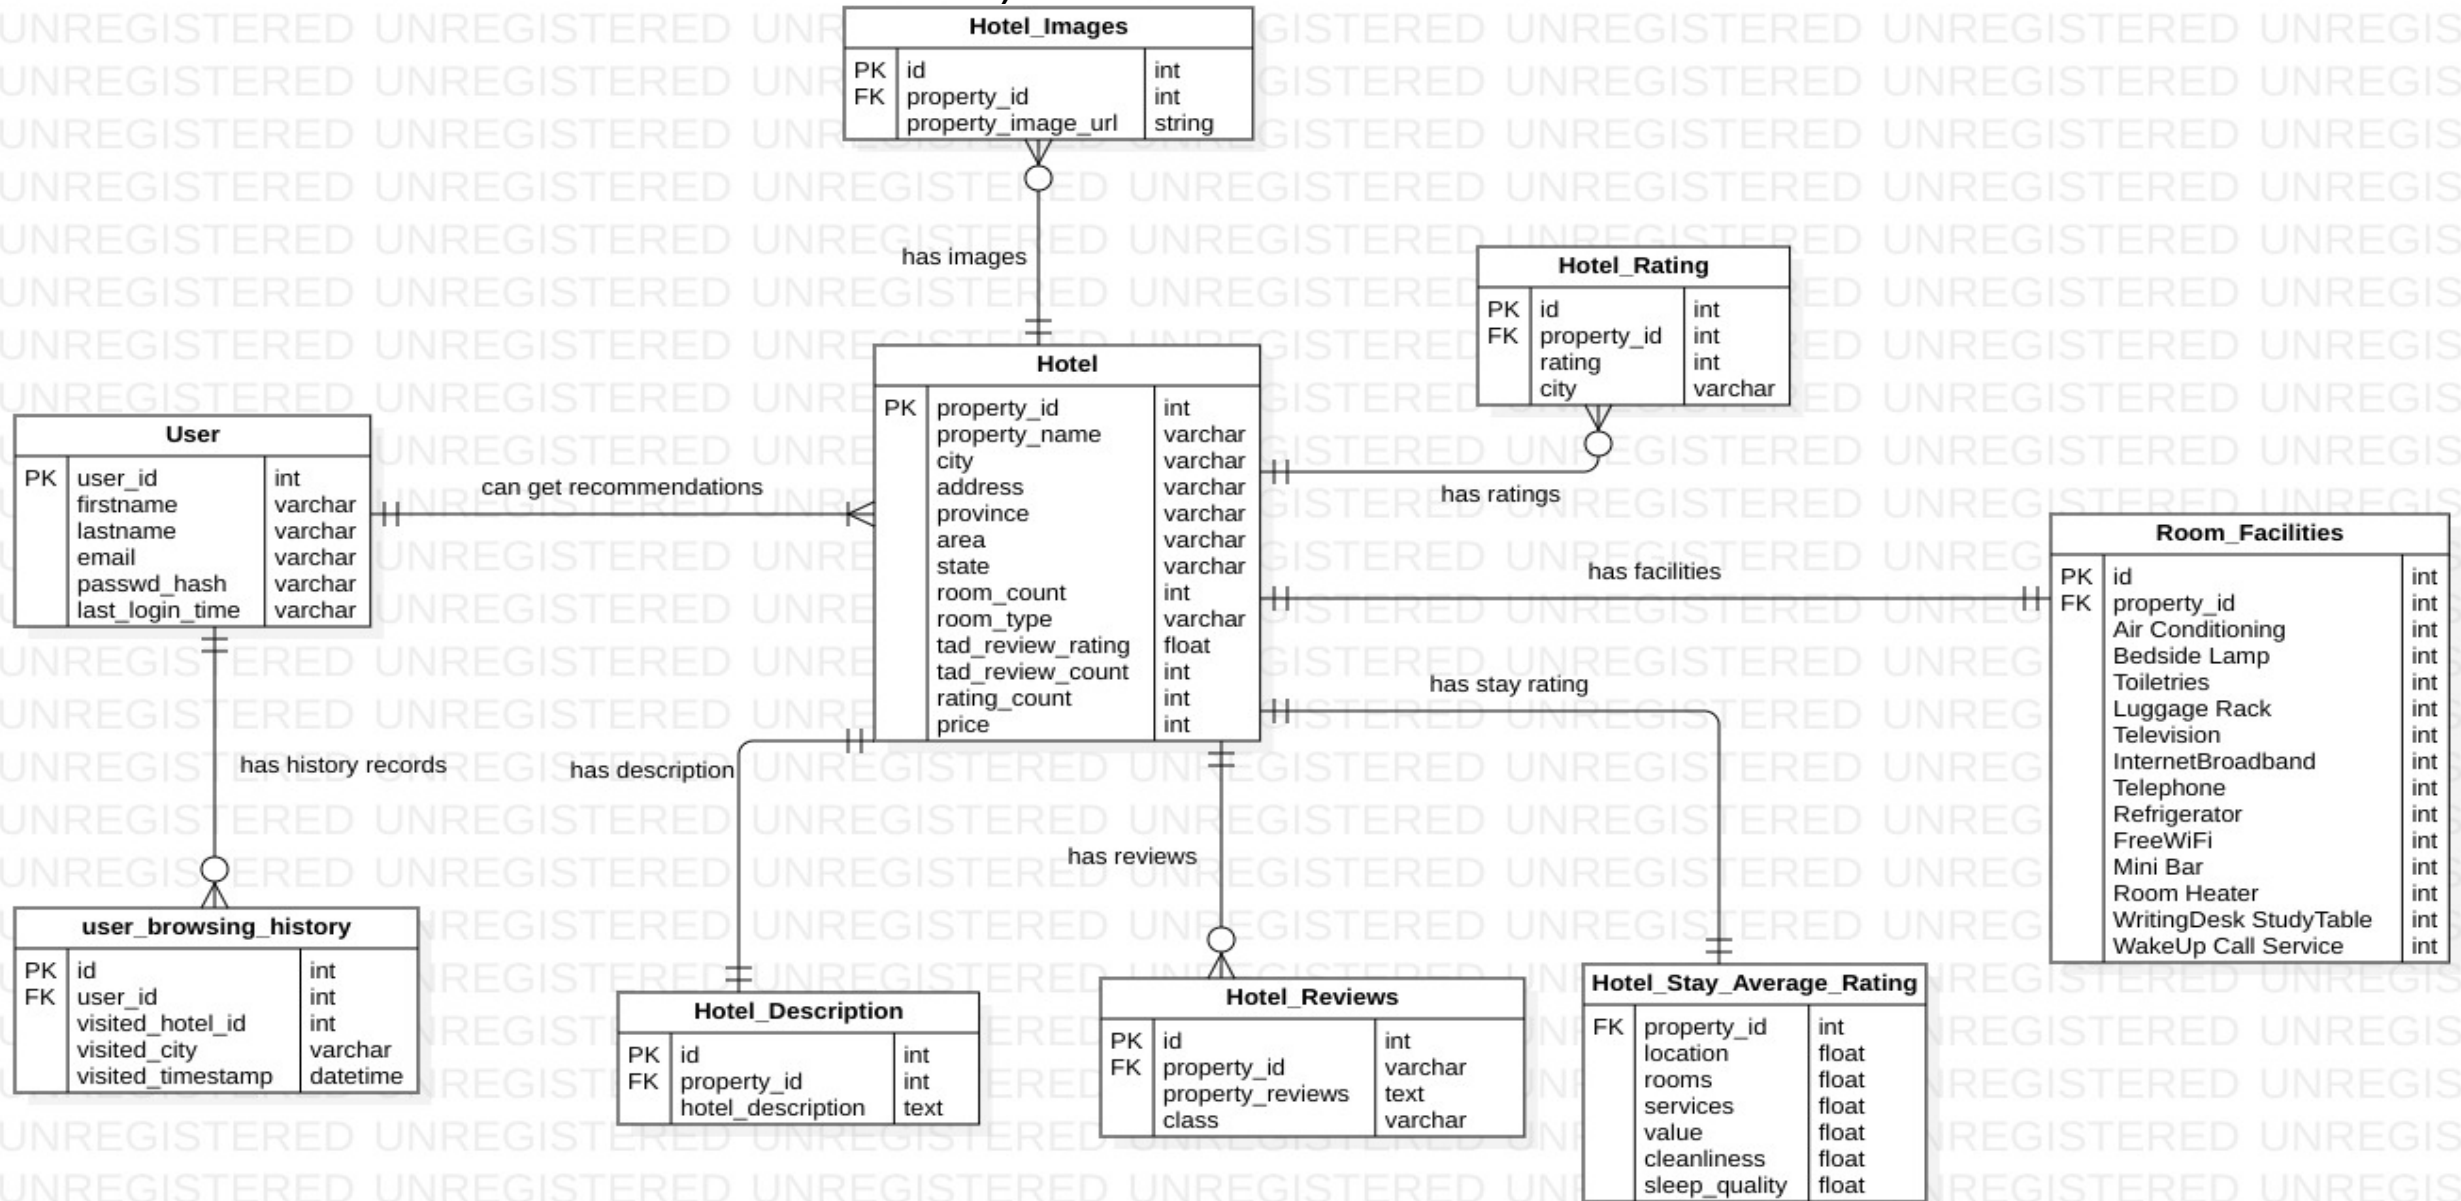 Hotel_Images
PK id int
FK property_id int
property_image_url string
has images
Hotel_Rating
PK id int
FK property_id int
rating int
city varchar
has ratings
Hotel
PK property_id int
property_name varchar
city varchar
address varchar
province varchar
area varchar
state varchar
room_count int
room_type varchar
tad_review_rating float
tad_review_count int
rating_count int
price int
User
PK user_id int
firstname varchar
lastname varchar
email varchar
passwd_hash varchar
last_login_time varchar
can get recommendations
has facilities
Room_Facilities
PK id int
FK property_id int
Air Conditioning int
Bedside Lamp int
Toiletries int
Luggage Rack int
Television int
InternetBroadband int
Telephone int
Refrigerator int
FreeWiFi int
Mini Bar int
Room Heater int
WritingDesk StudyTable int
WakeUp Call Service int
has stay rating
has history records
has description
has reviews
user_browsing_history
PK id int
FK user_id int
visited_hotel_id int
visited_city varchar
visited_timestamp datetime
Hotel_Description
PK id int
FK property_id int
hotel_description text
Hotel_Reviews
PK id int
FK property_id varchar
property_reviews text
class varchar
Hotel_Stay_Average_Rating
FK property_id int
location float
rooms float
services float
value float
cleanliness float
sleep_quality float
UNREGISTERED